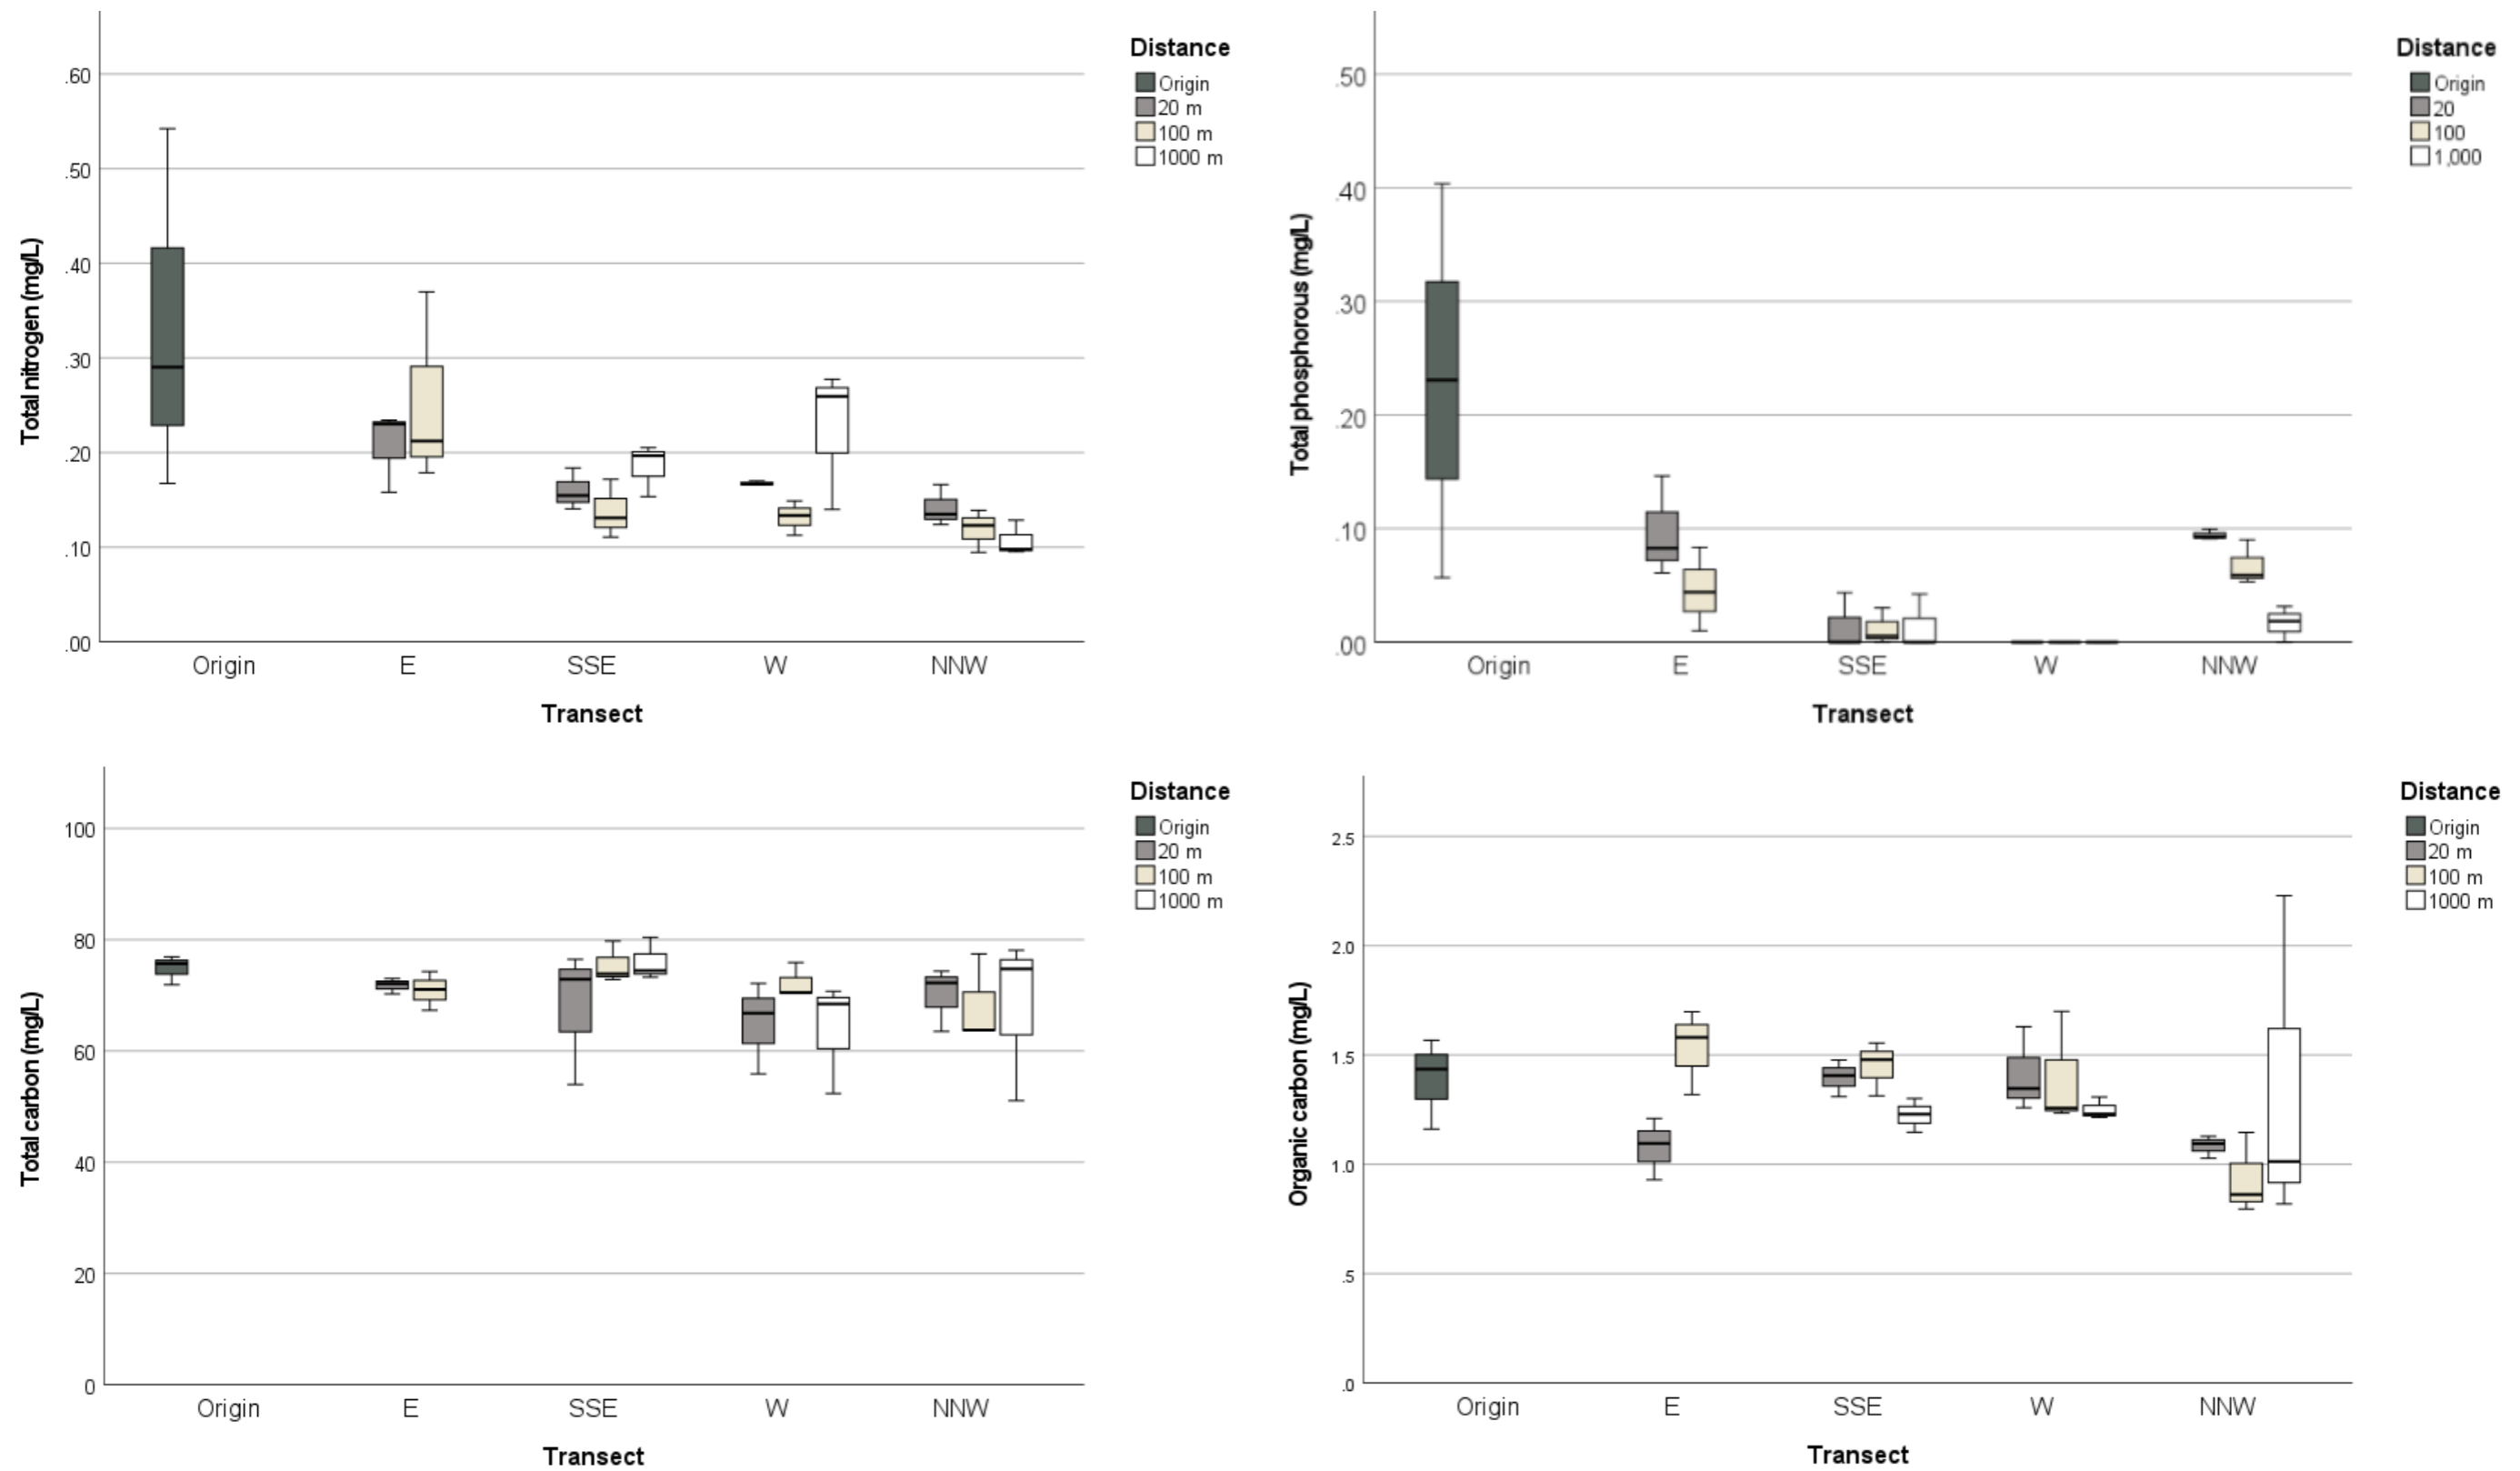 Total nitrogen (mg/L)
.60
.50
.40
.30
.20
.10
.00
Origin E SSE W NNW
Transect
Distance
Origin
20 m
100 m
1000 m
Total phosphorous (mg/L)
.50
.40
.30
.20
.10
.00
Origin E SSE W NNW
Transect
Distance
Origin
20
100
1,000
Total carbon (mg/L)
100
80
60
40
20
0
Origin E SSE W NNW
Transect
Distance
Origin
20 m
100 m
1000 m
Organic carbon (mg/L)
2.5
2.0
1.5
1.0
.5
.0
Origin E SSE W NNW
Transect
Distance
Origin
20 m
100 m
1000 m